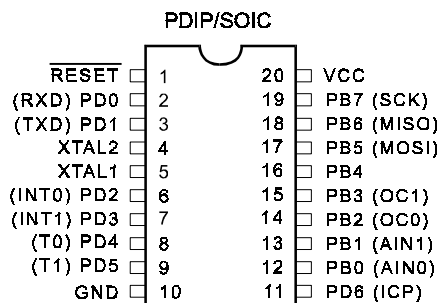 PDIP/SOIC
RESET 1 20 VCC
(RXD) PD0 2 19 PB7 (SCK)
(TXD) PD1 3 18 PB6 (MISO)
XTAL2 4 17 PB5 (MOSI)
XTAL1 5 16 PB4
(INT0) PD2 6 15 PB3 (OC1)
(INT1) PD3 7 14 PB2 (OC0)
(T0) PD4 8 13 PB1 (AIN1)
(T1) PD5 9 12 PB0 (AIN0)
GND 10 11 PD6 (ICP)